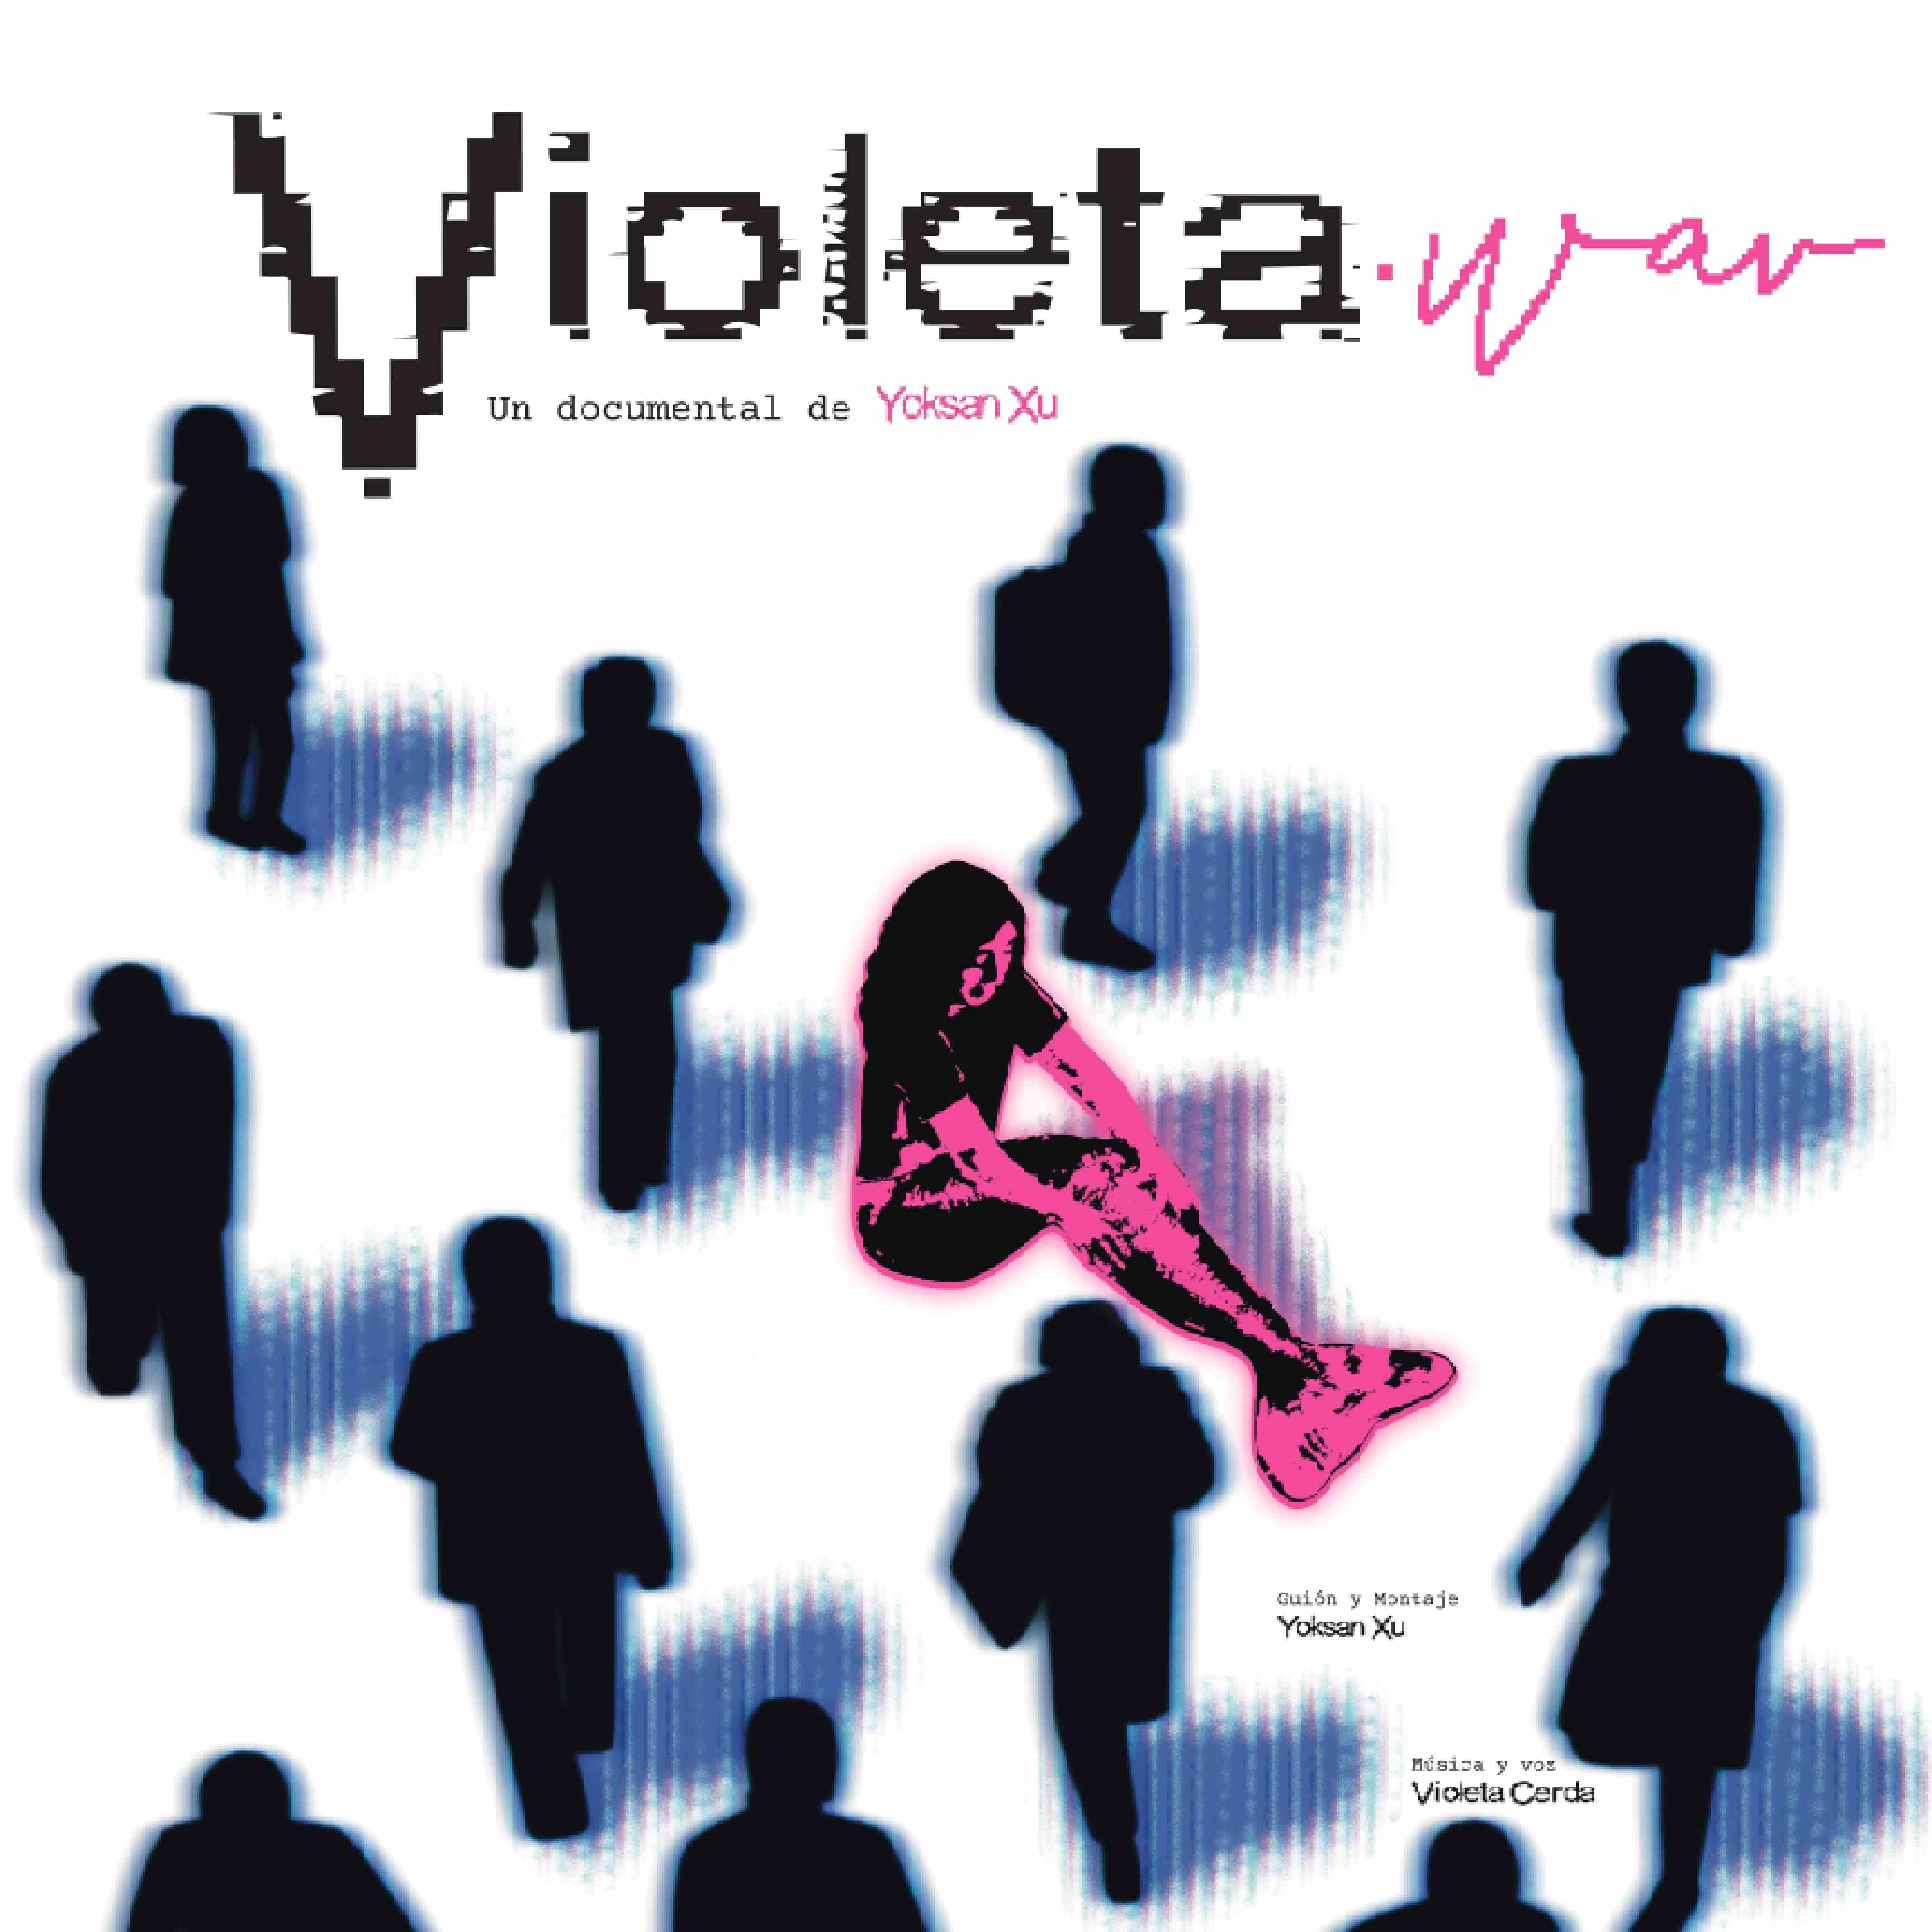 Violeta.wav
Un documental de Yoksan Xu
Guión y Montaje
Yoksan Xu
Música y voz
Violeta Cerda